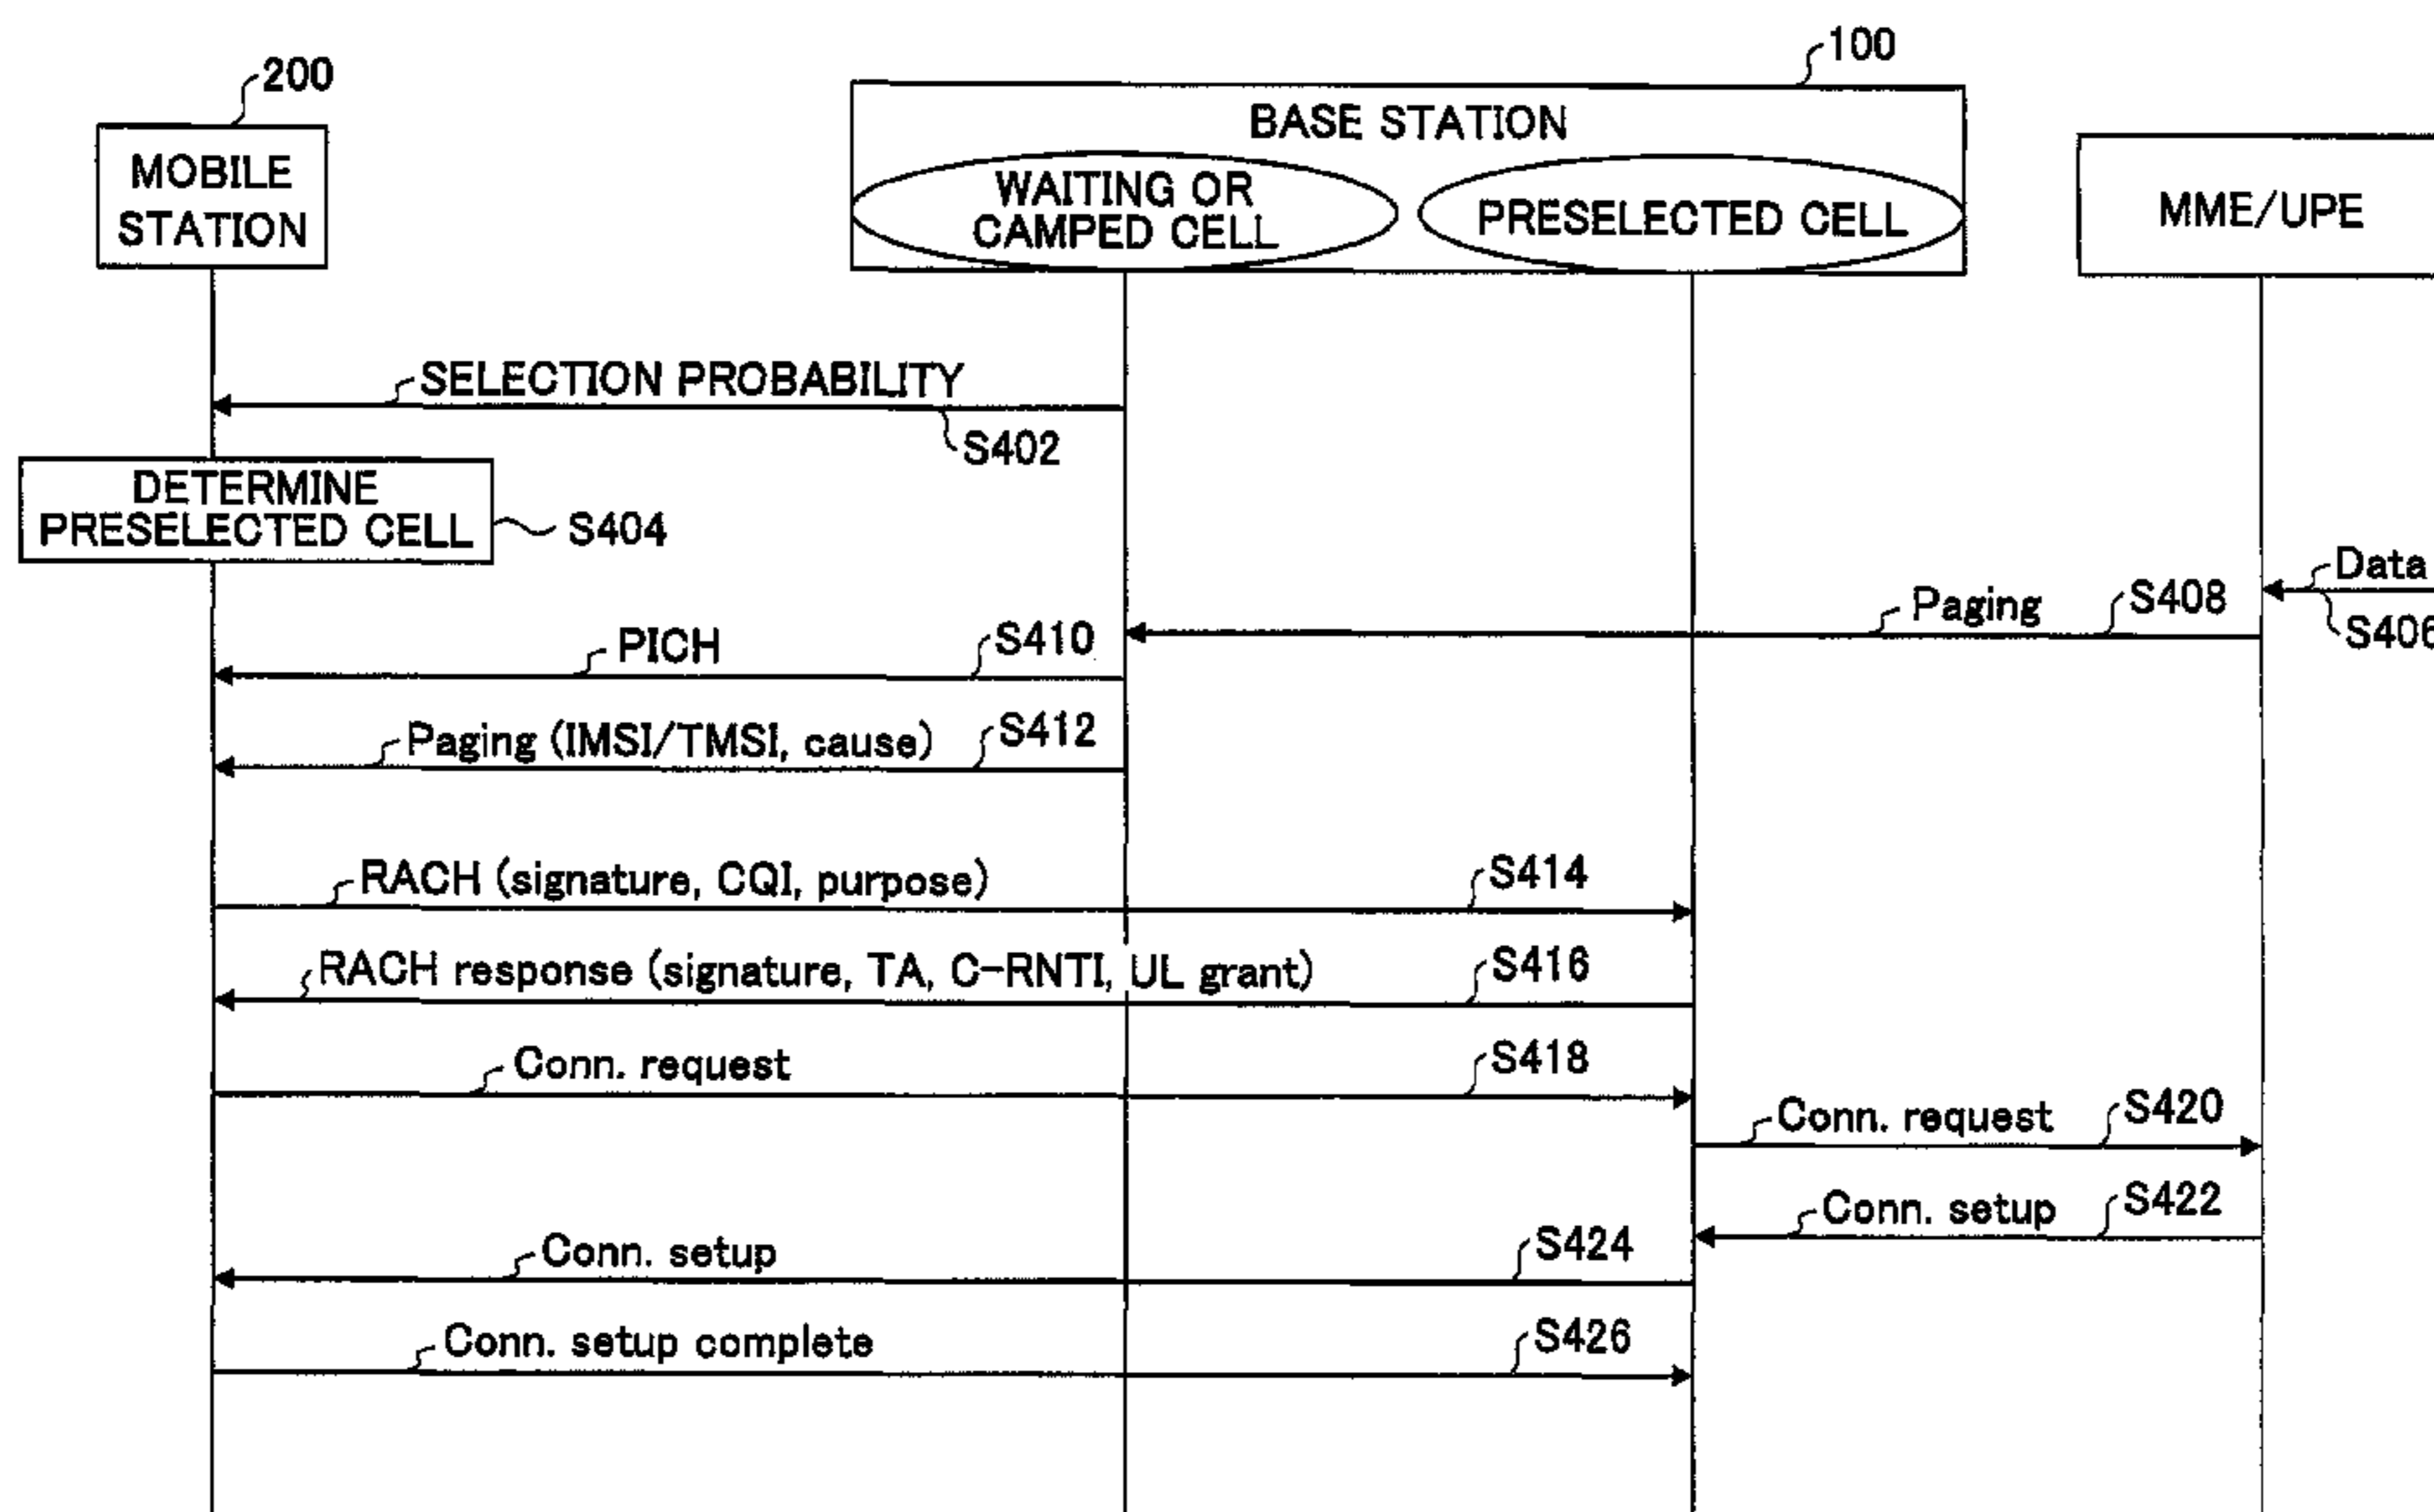 100
200
BASE STATION
MOBILE
STATION
WAITING OR
CAMPED CELL
PRESELECTED CELL
MME/UPE
SELECTION PROBABILITY
S402
DETERMINE
PRESELECTED CELL
S404
Data
S406
Paging
S408
PICH
S410
Paging (IMSI/TMSI, cause)
S412
RACH (signature, CQI, purpose)
S414
RACH response (signature, TA, C-RNTI, UL grant)
S416
Conn. request
S418
Conn. request
S420
Conn. setup
S422
Conn. setup
S424
Conn. setup complete
S426